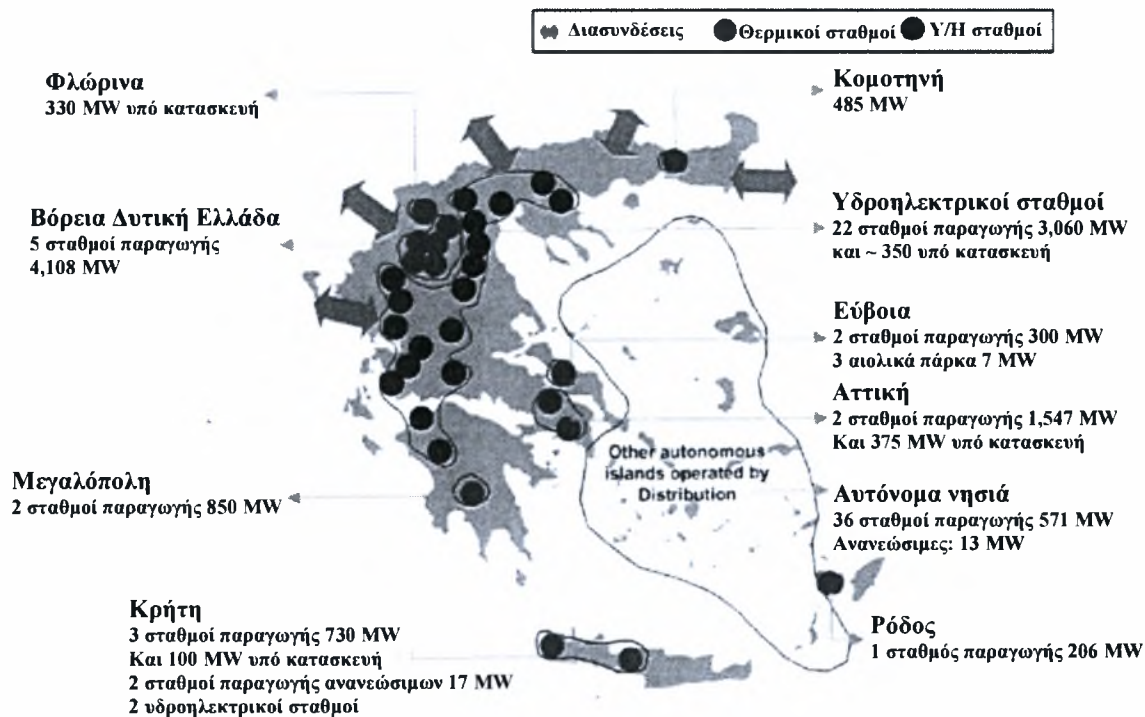 Διασυνδέσεις Θερμικοί σταθμοί Υ/Η σταθμοί
Φλώρινα
330 MW υπό κατασκευή
Κομοτηνή
485 MW
Βόρεια Δυτική Ελλάδα
5 σταθμοί παραγωγής
4,108 MW
Υδροηλεκτρικοί σταθμοί
22 σταθμοί παραγωγής 3,060 MW
και ~ 350 υπό κατασκευή
Εύβοια
2 σταθμοί παραγωγής 300 MW
3 αιολικά πάρκα 7 MW
Αττική
2 σταθμοί παραγωγής 1,547 MW
Και 375 MW υπό κατασκευή
Other autonomous
islands operated by
Distribution
Μεγαλόπολη
2 σταθμοί παραγωγής 850 MW
Αυτόνομα νησιά
36 σταθμοί παραγωγής 571 MW
Ανανεώσιμες: 13 MW
Κρήτη
3 σταθμοί παραγωγής 730 MW
Και 100 MW υπό κατασκευή
2 σταθμοί παραγωγής ανανεώσιμων 17 MW
2 υδροηλεκτρικοί σταθμοί
Ρόδος
1 σταθμός παραγωγής 206 MW